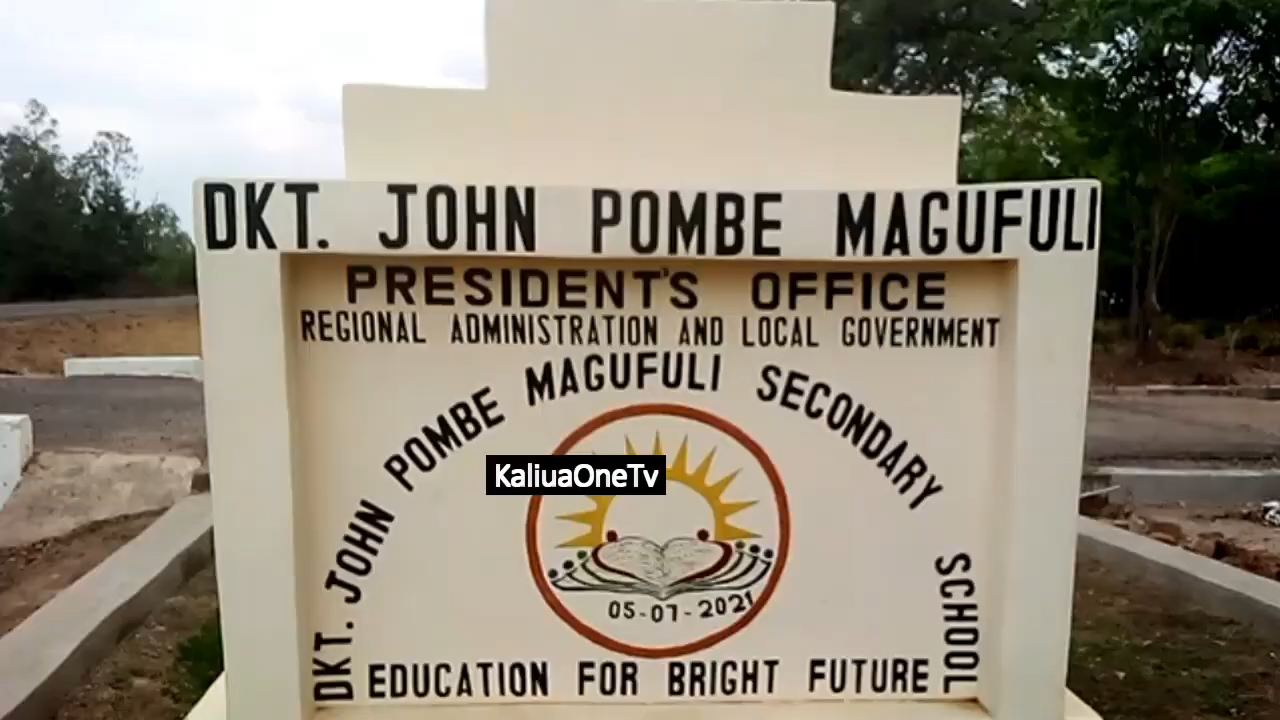 DKT. JOHN POMBE MAGUFULI
PRESIDENT'S OFFICE
REGIONAL ADMINISTRATION AND LOCAL GOVERNMENT
DKT. JOHN POMBE MAGUFULI SECONDARY SCHOOL
KaliuaOneTv
05-07-2021
EDUCATION FOR BRIGHT FUTURE